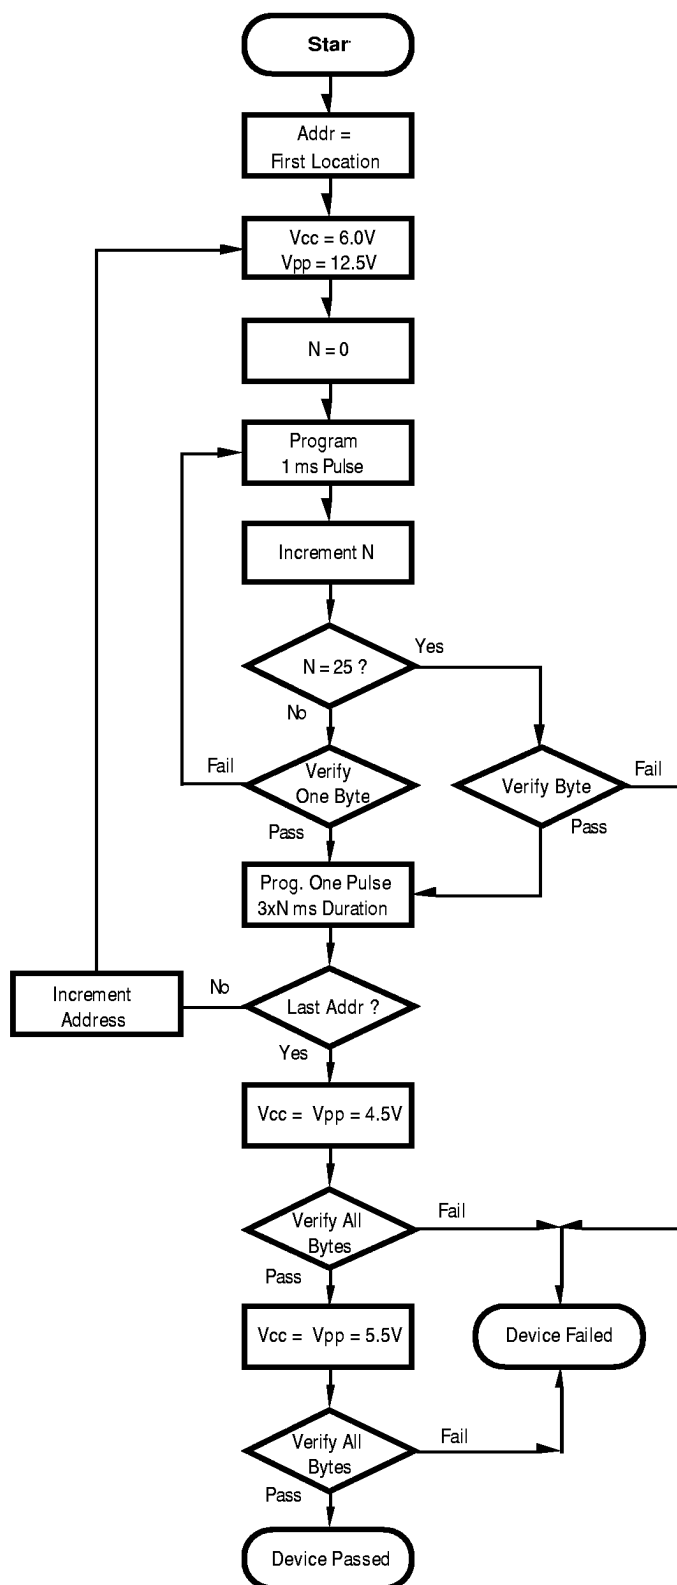 Star
Addr =
First Location
Vcc = 6.0V
Vpp = 12.5V
N = 0
Program
1 ms Pulse
Increment N
N = 25 ?
Yes
No
Verify
One Byte
Fail
Pass
Verify Byte
Fail
Pass
Prog. One Pulse
3xN ms Duration
Last Addr ?
No
Increment
Address
Yes
Vcc = Vpp = 4.5V
Verify All
Bytes
Fail
Pass
Vcc = Vpp = 5.5V
Device Failed
Verify All
Bytes
Fail
Pass
Device Passed